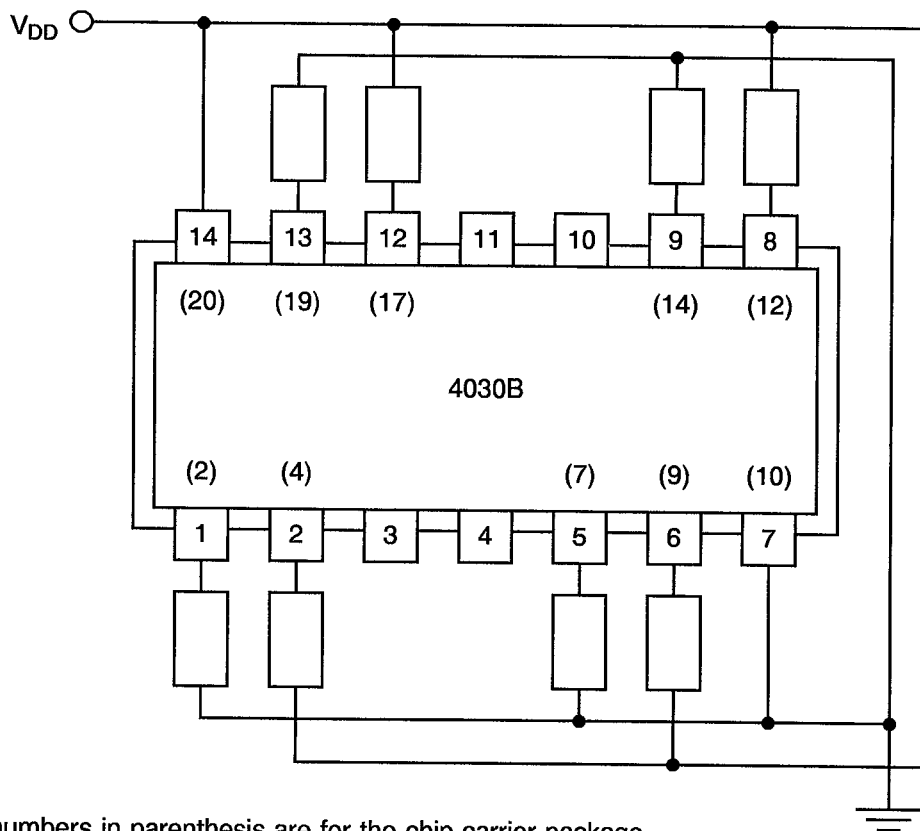 VDD
14 13 12 11 10 9 8
(20) (19) (17) (14) (12)
4030B
(2) (4) (7) (9) (10)
1 2 3 4 5 6 7
numbers in parenthesis are for the chip carrier package